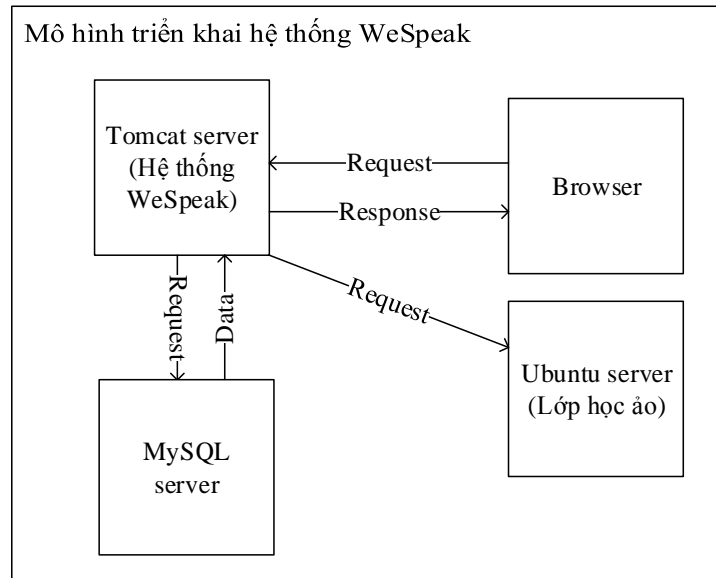 Mô hình triển khai hệ thống WeSpeak
Tomcat server
(Hệ thống
WeSpeak)
Request
Response
Browser
Request
Data
Request
Ubuntu server
(Lớp học ảo)
MySQL
server